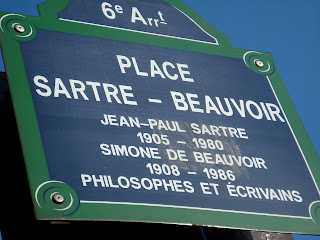 6e Arrt
PLACE
SARTRE – BEAUVOIR
JEAN–PAUL SARTRE
1905 – 1980
SIMONE DE BEAUVOIR
1908 – 1986
PHILOSOPHES ET ÉCRIVAINS